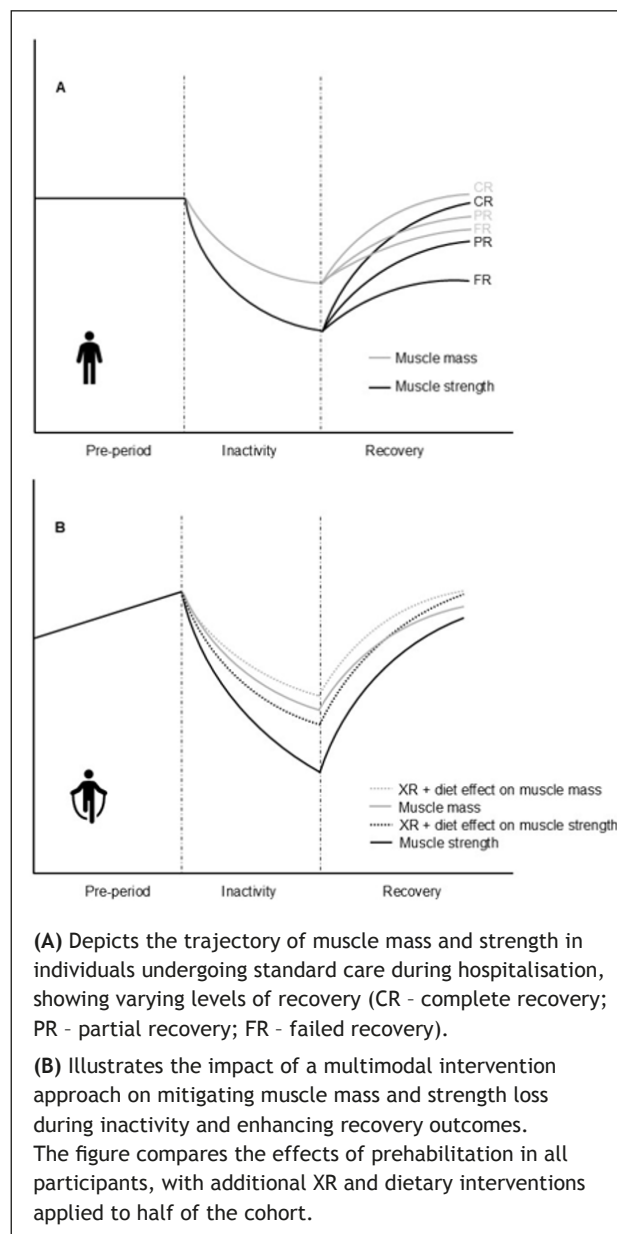 A
CR
CR
PR
FR
PR
FR
Muscle mass
Muscle strength
Pre-period Inactivity Recovery
B
XR + diet effect on muscle mass
Muscle mass
XR + diet effect on muscle strength
Muscle strength
Pre-period Inactivity Recovery
(A) Depicts the trajectory of muscle mass and strength in
individuals undergoing standard care during hospitalisation,
showing varying levels of recovery (CR – complete recovery;
PR – partial recovery; FR – failed recovery).
(B) Illustrates the impact of a multimodal intervention
approach on mitigating muscle mass and strength loss
during inactivity and enhancing recovery outcomes.
The figure compares the effects of prehabilitation in all
participants, with additional XR and dietary interventions
applied to half of the cohort.